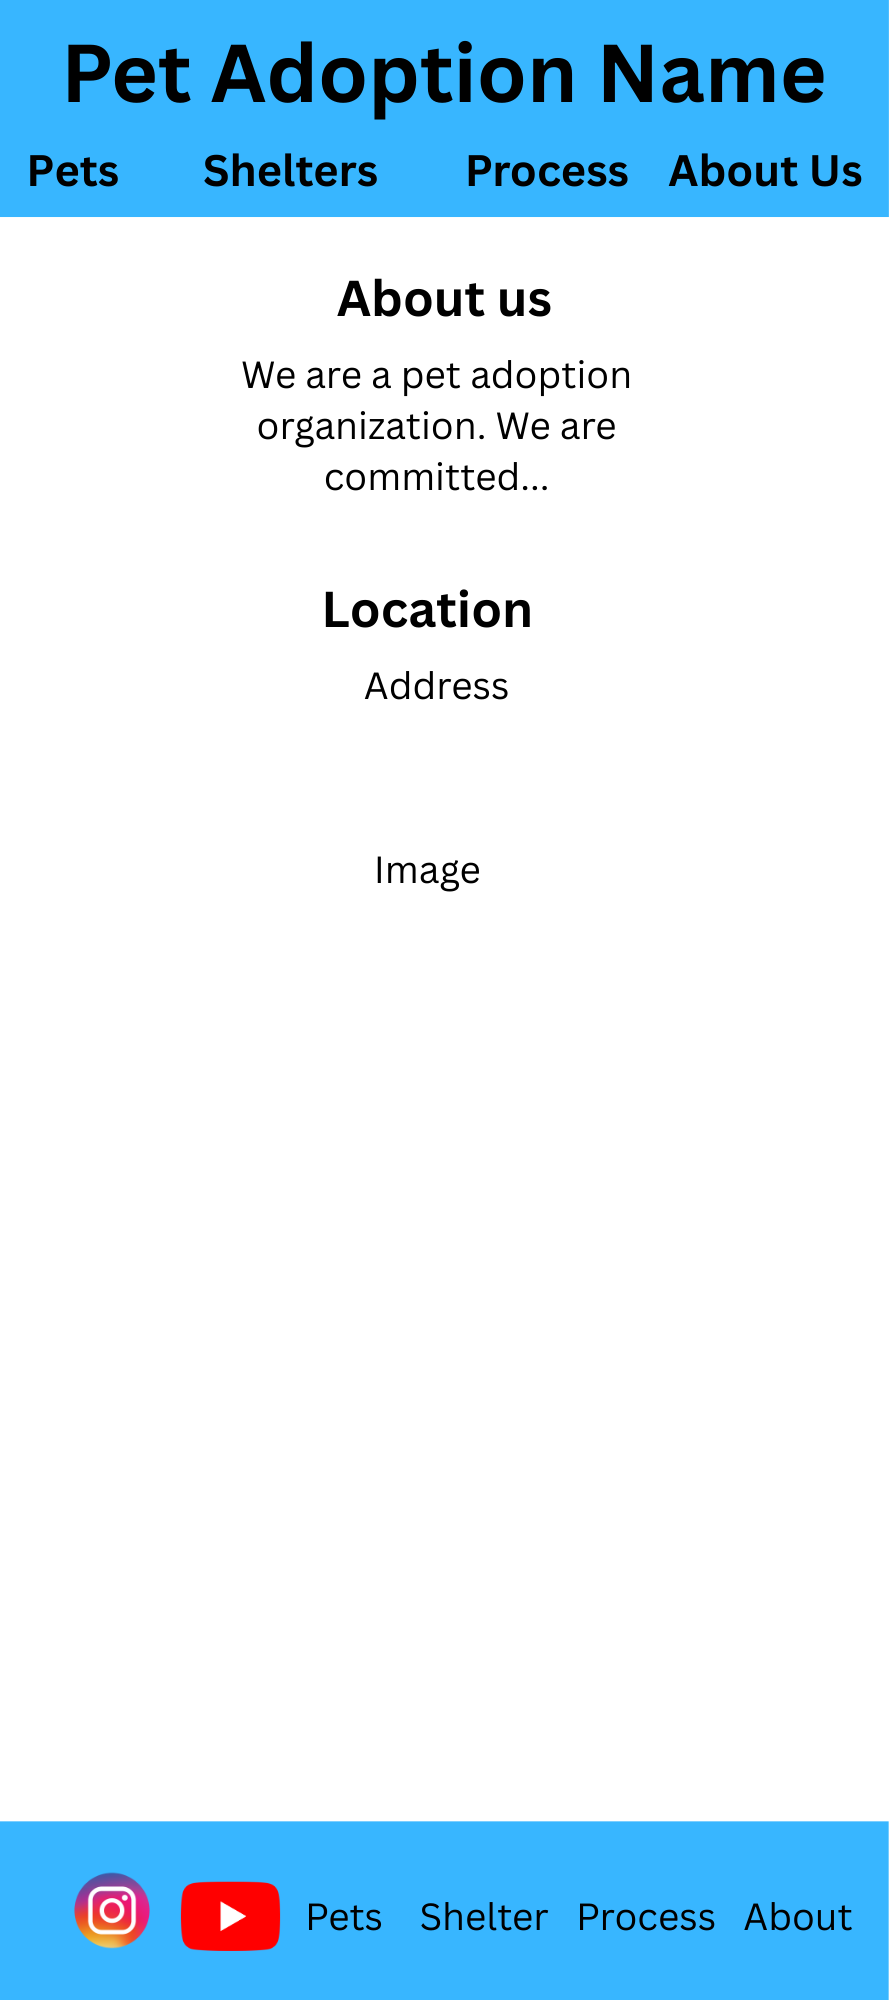 Pet Adoption Name
Pets Shelters Process About Us
About us
We are a pet adoption
organization. We are
committed...
Location
Address
Image
Pets Shelter Process About